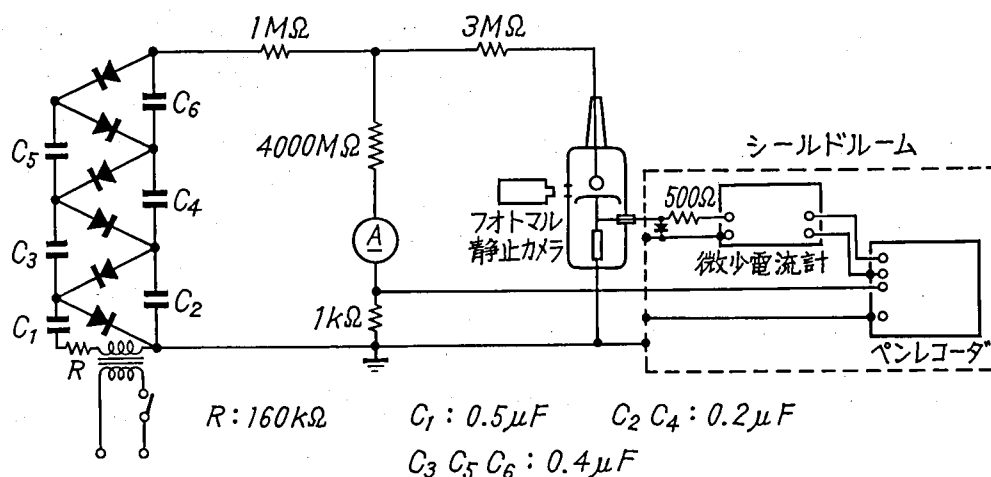 1MΩ
3MΩ
C6
C5
4000MΩ
シールドルーム
500Ω
C4
フオトマル
静止カメラ
A
微少電流計
C3
C2
1kΩ
C1
R
ペンレコーダ
R:160kΩ
C1:0.5μF
C2 C4:0.2μF
C3 C5 C6:0.4μF